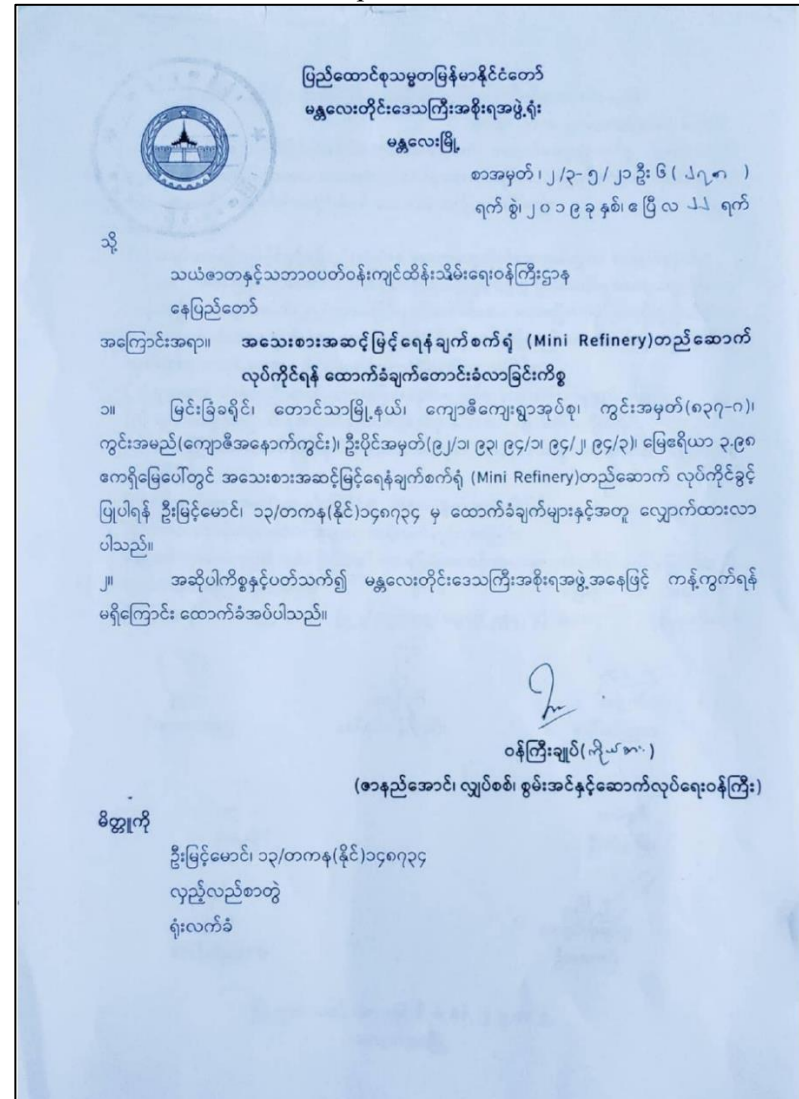 ပြည်ထောင်စုသမ္မတမြန်မာနိုင်ငံတော်
မန္တလေးတိုင်းဒေသကြီးအစိုးရအဖွဲ့ရုံး
မန္တလေးမြို့
စာအမှတ်၊ ၂/၃-၅/၂၁ ဦး ၆ ( )
ရက် စွဲ၊ ၂၀၁၉ ခု နှစ်၊ ဧပြီ လ ၂၂ ရက်
သို့
သယံဇာတနှင့်သဘာဝပတ်ဝန်းကျင်ထိန်းသိမ်းရေးဝန်ကြီးဌာန
နေပြည်တော်
အကြောင်းအရာ။ အသေးစားအဆင့်မြင့်ရေနံချက်စက်ရုံ (Mini Refinery)တည်ဆောက်
လုပ်ကိုင်ရန် ထောက်ခံချက်တောင်းခံလာခြင်းကိစ္စ
၁။ မြင်းခြံခရိုင်၊ တောင်သာမြို့နယ်၊ ကျောဇီကျေးရွာအုပ်စု၊ ကွင်းအမှတ်(၈၃၇-ဂ)၊
ကွင်းအမည်(ကျောဇီအနောက်ကွင်း)၊ ဦးပိုင်အမှတ်(၉၂/၁၊ ၉၃၊ ၉၄/၁၊ ၉၄/၂၊ ၉၄/၃)၊ မြေဧရိယာ ၃.၉၈
ဧကရှိမြေပေါ်တွင် အသေးစားအဆင့်မြင့်ရေနံချက်စက်ရုံ (Mini Refinery)တည်ဆောက် လုပ်ကိုင်ခွင့်
ပြုပါရန် ဦးမြင့်မောင်၊ ၁၃/တကန(နိုင်)၁၄၈၇၃၄ မှ ထောက်ခံချက်များနှင့်အတူ လျှောက်ထားလာ
ပါသည်။
၂။ အဆိုပါကိစ္စနှင့်ပတ်သက်၍ မန္တလေးတိုင်းဒေသကြီးအစိုးရအဖွဲ့အနေဖြင့် ကန့်ကွက်ရန်
မရှိကြောင်း ထောက်ခံအပ်ပါသည်။
ဝန်ကြီးချုပ်(ကိုယ်စား)
(ဇာနည်အောင်၊ လျှပ်စစ်၊ စွမ်းအင်နှင့်ဆောက်လုပ်ရေးဝန်ကြီး)
မိတ္တူကို
ဦးမြင့်မောင်၊ ၁၃/တကန(နိုင်)၁၄၈၇၃၄
လှည့်လည်စာတွဲ
ရုံးလက်ခံ